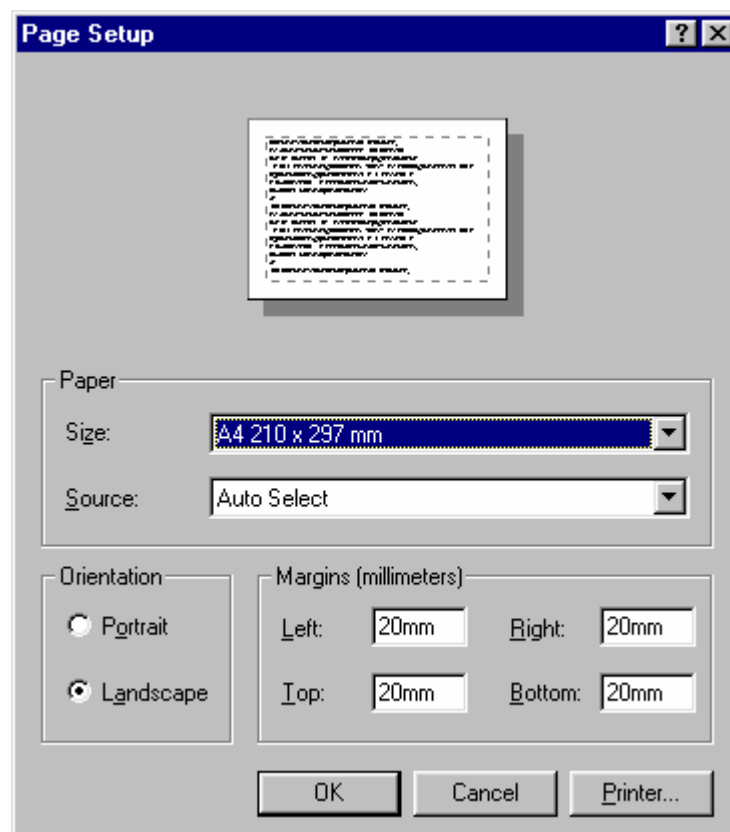 Page Setup
Paper
Size: A4 210 x 297 mm
Source: Auto Select
Orientation
Portrait
Landscape
Margins (millimeters)
Left: 20mm Right: 20mm
Top: 20mm Bottom: 20mm
OK Cancel Printer...